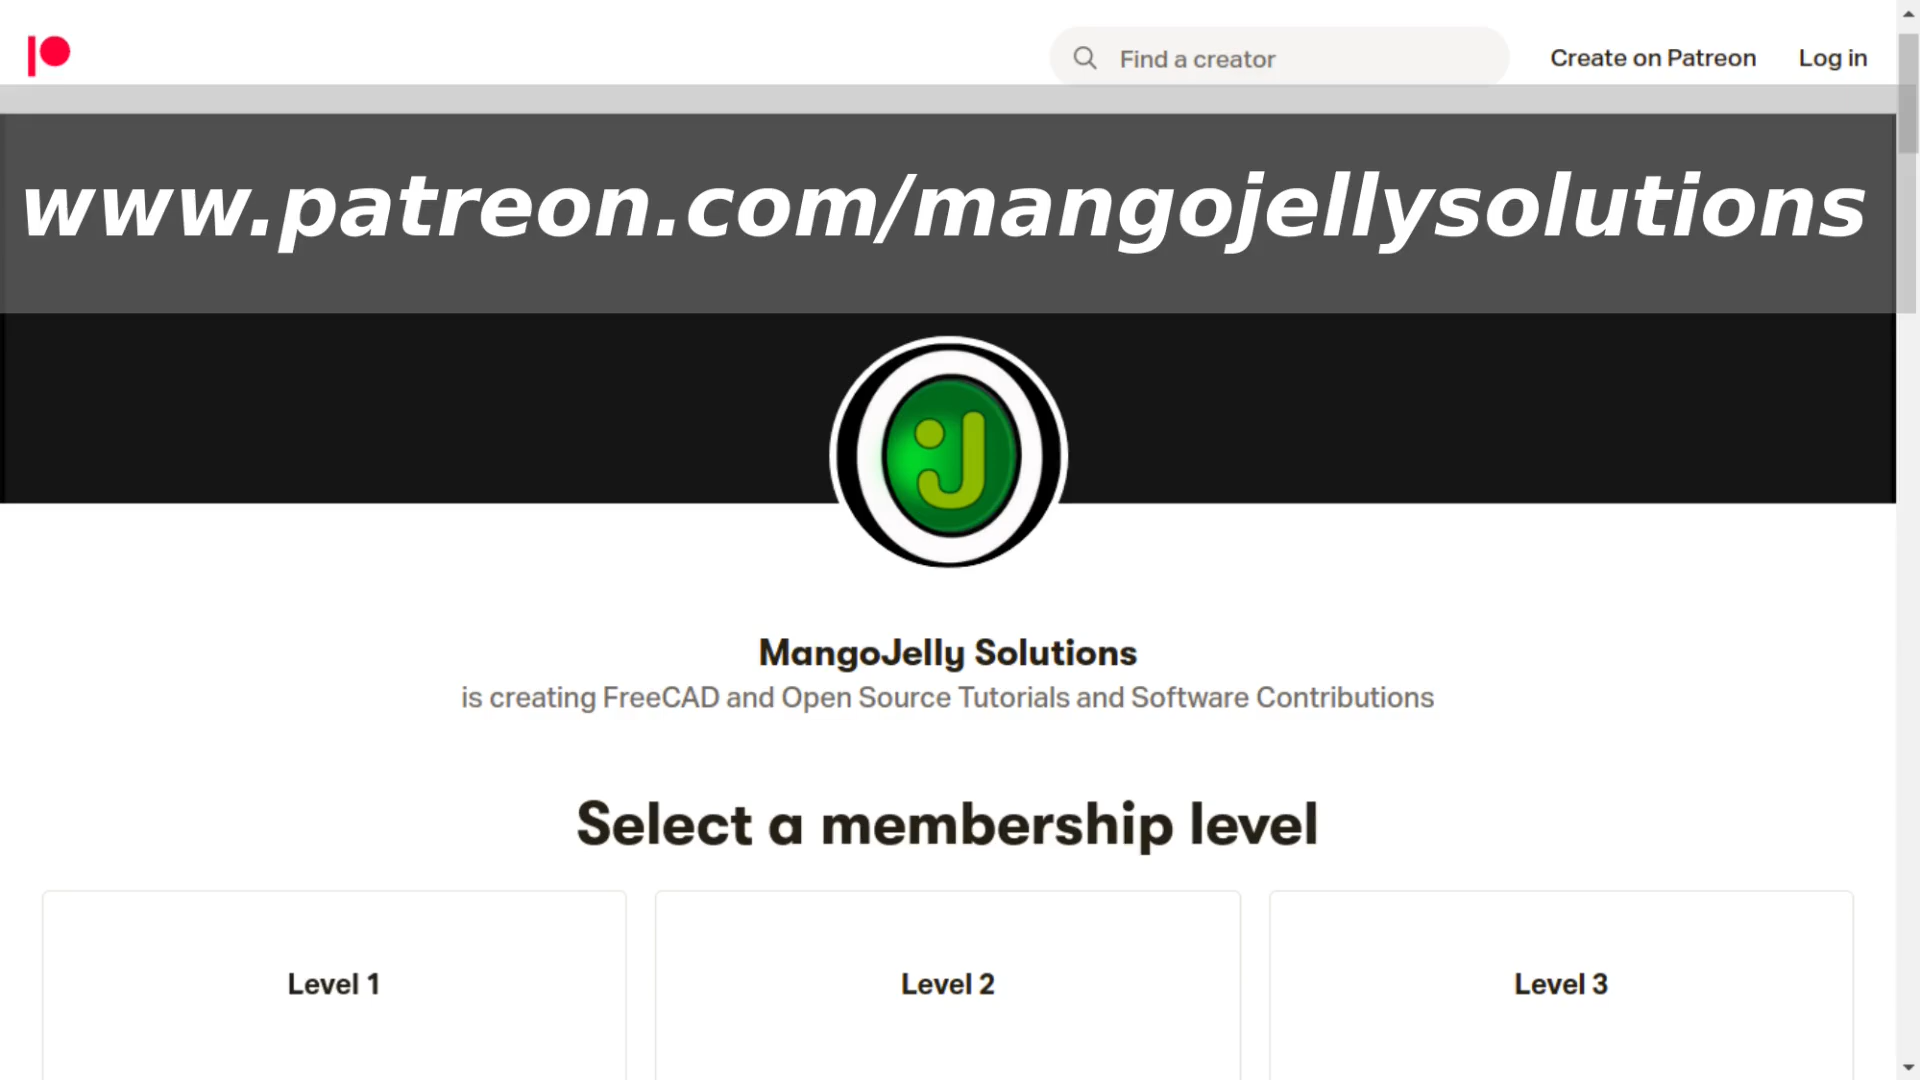 Find a creator
Create on Patreon
Log in
www.patreon.com/mangojellysolutions
MangoJelly Solutions
is creating FreeCAD and Open Source Tutorials and Software Contributions
Select a membership level
Level 1
Level 2
Level 3